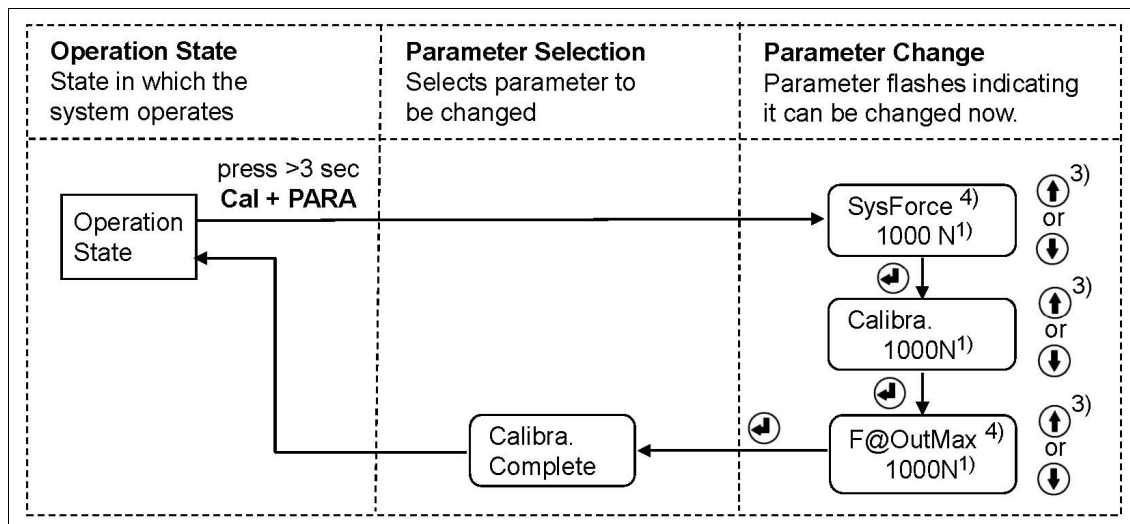 Operation State
State in which the
system operates
Parameter Selection
Selects parameter to
be changed
Parameter Change
Parameter flashes indicating
it can be changed now.
press >3 sec
Cal + PARA
Operation
State
SysForce 4)
1000 N1)
3)
or
Calibra.
1000N1)
3)
or
F@OutMax 4)
1000N1)
3)
or
Calibra.
Complete